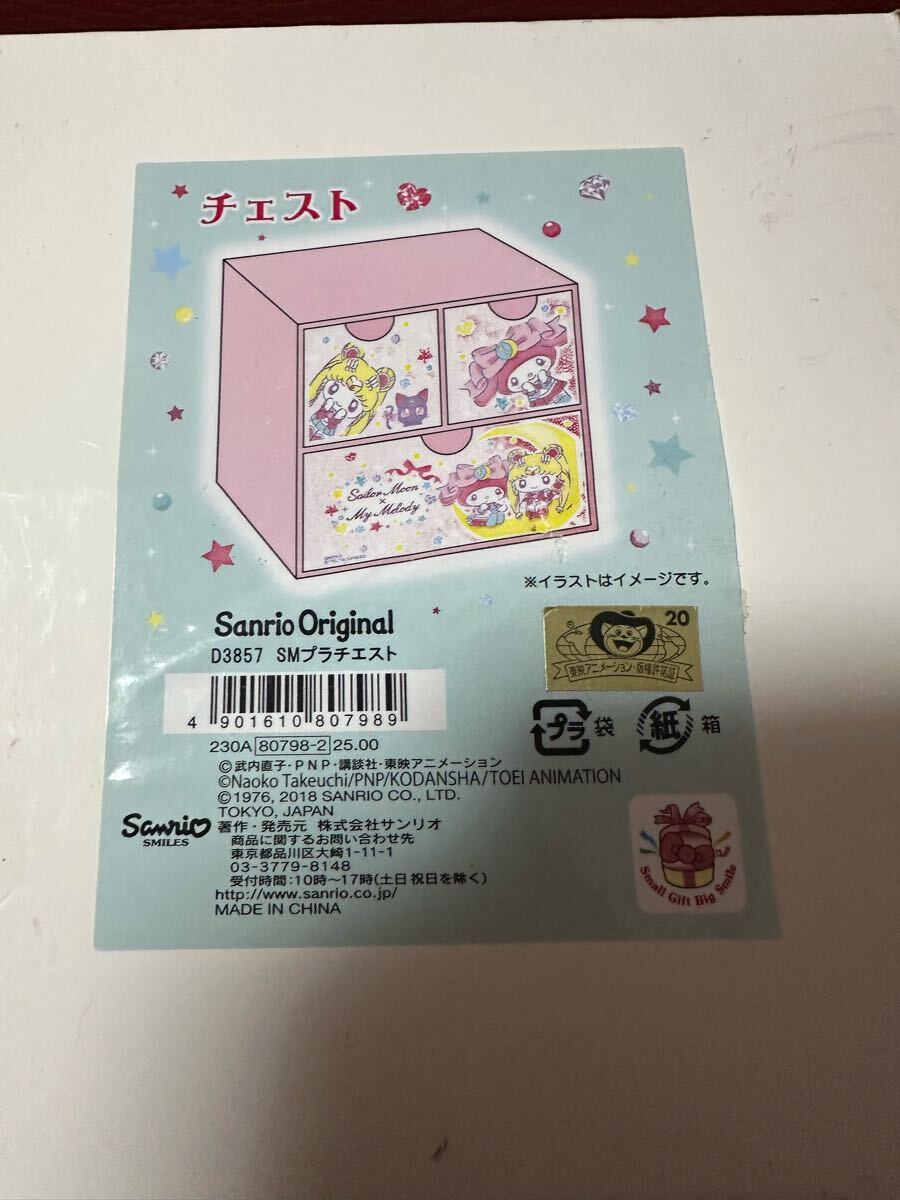 チェスト
Sailor Moon
×
My Melody
※イラストはイメージです。
Sanrio Original
D3857 SMプラチエスト
20
東映アニメーション・版権許諾証
4 901610 807989
プラ 袋 紙 箱
230A 80798-2 25.00
©武内直子・PNP・講談社・東映アニメーション
©Naoko Takeuchi/PNP/KODANSHA/TOEI ANIMATION
©1976, 2018 SANRIO CO., LTD.
TOKYO, JAPAN
Sanrio
SMILES
著作・発売元 株式会社サンリオ
商品に関するお問い合わせ先
東京都品川区大崎1-11-1
03-3779-8148
受付時間:10時~17時(土日祝日を除く)
http://www.sanrio.co.jp/
MADE IN CHINA
Small Gift Big Smile